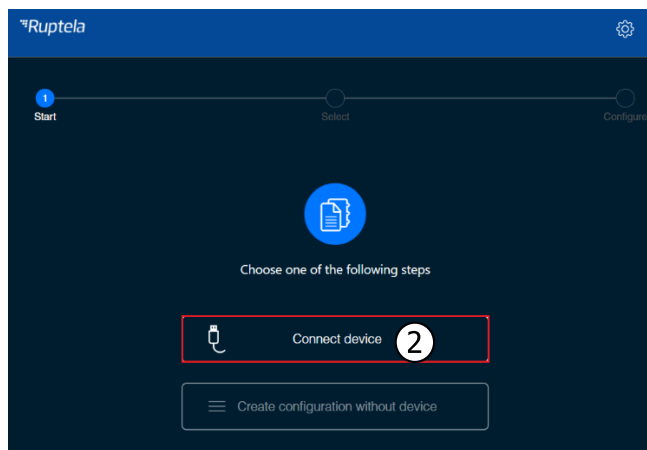 Ruptela
1
Start
Select
Configure
Choose one of the following steps
Connect device
2
Create configuration without device